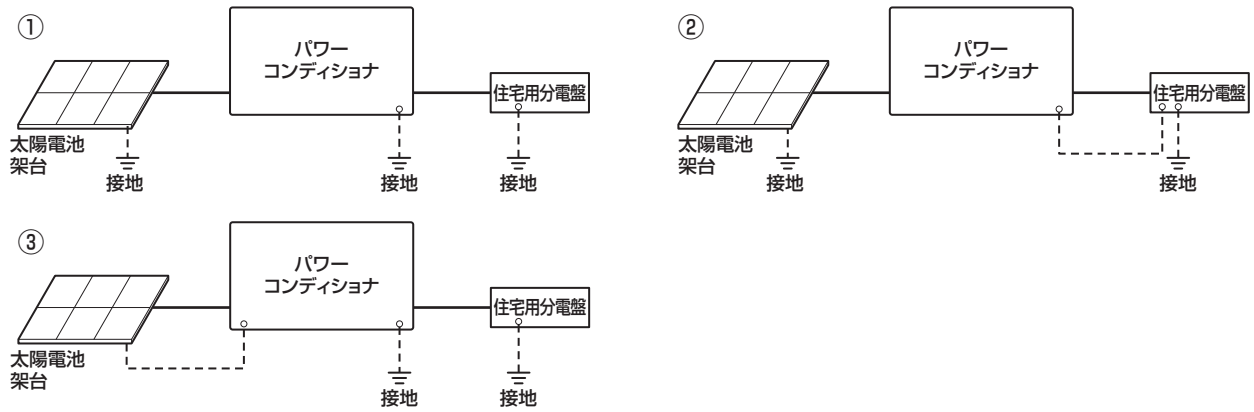 ①
パワー
コンディショナ
住宅用分電盤
太陽電池
架台
接地
接地
接地
②
パワー
コンディショナ
住宅用分電盤
太陽電池
架台
接地
接地
③
パワー
コンディショナ
住宅用分電盤
太陽電池
架台
接地
接地